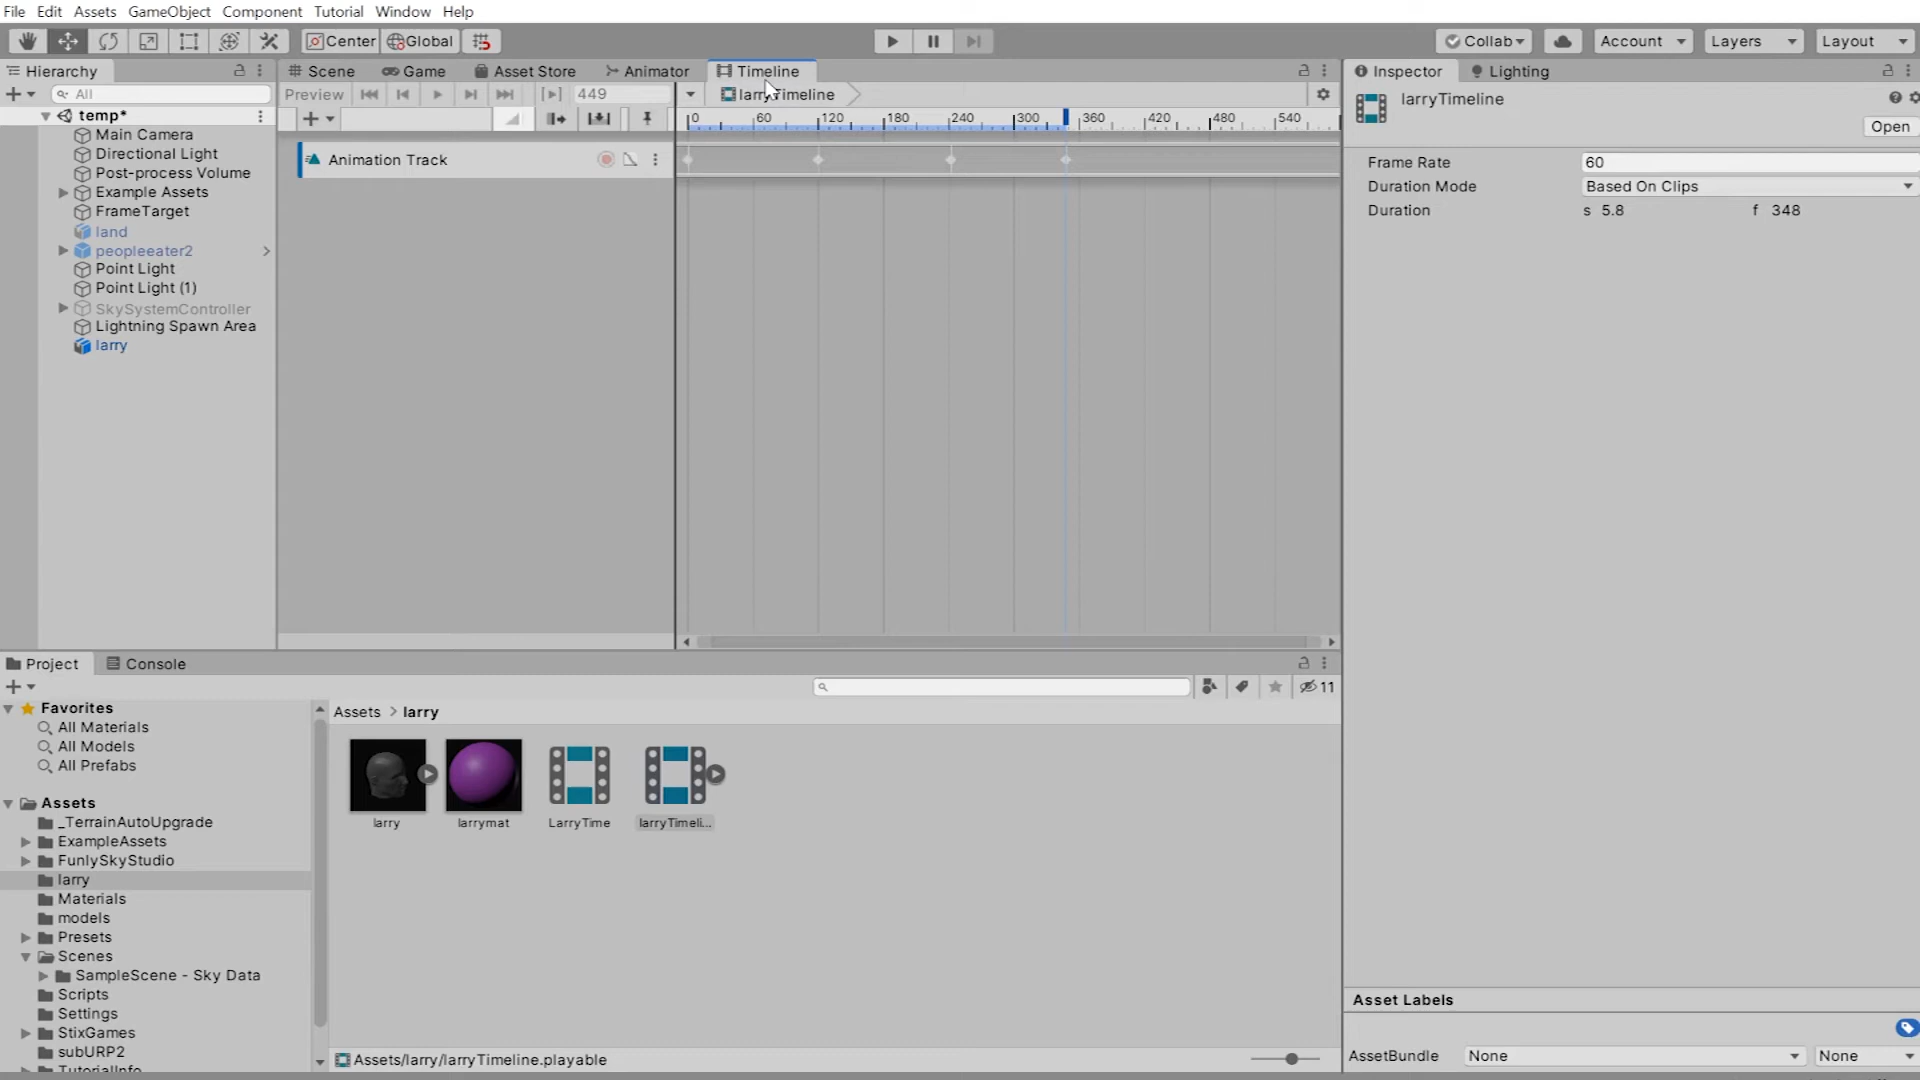 File Edit Assets GameObject Component Tutorial Window Help
Center Global Collab Account Layers Layout
Hierarchy
All
temp*
Main Camera
Directional Light
Post-process Volume
Example Assets
FrameTarget
land
peopleeater2
Point Light
Point Light (1)
SkySystemController
Lightning Spawn Area
larry
Scene Game Asset Store Animator Timeline
Preview 449 larryTimeline
0 60 120 180 240 300 360 420 480 540
Animation Track
Inspector Lighting
larryTimeline
Open
Frame Rate 60
Duration Mode Based On Clips
Duration s 5.8 f 348
Project Console
11
Favorites
All Materials
All Models
All Prefabs
Assets
_TerrainAutoUpgrade
ExampleAssets
FunlySkyStudio
larry
Materials
models
Presets
Scenes
SampleScene - Sky Data
Scripts
Settings
StixGames
subURP2
TutorialInfo
Assets > larry
larry larrymat LarryTime larryTimeli...
Assets/larry/larryTimeline.playable
Asset Labels
AssetBundle None None